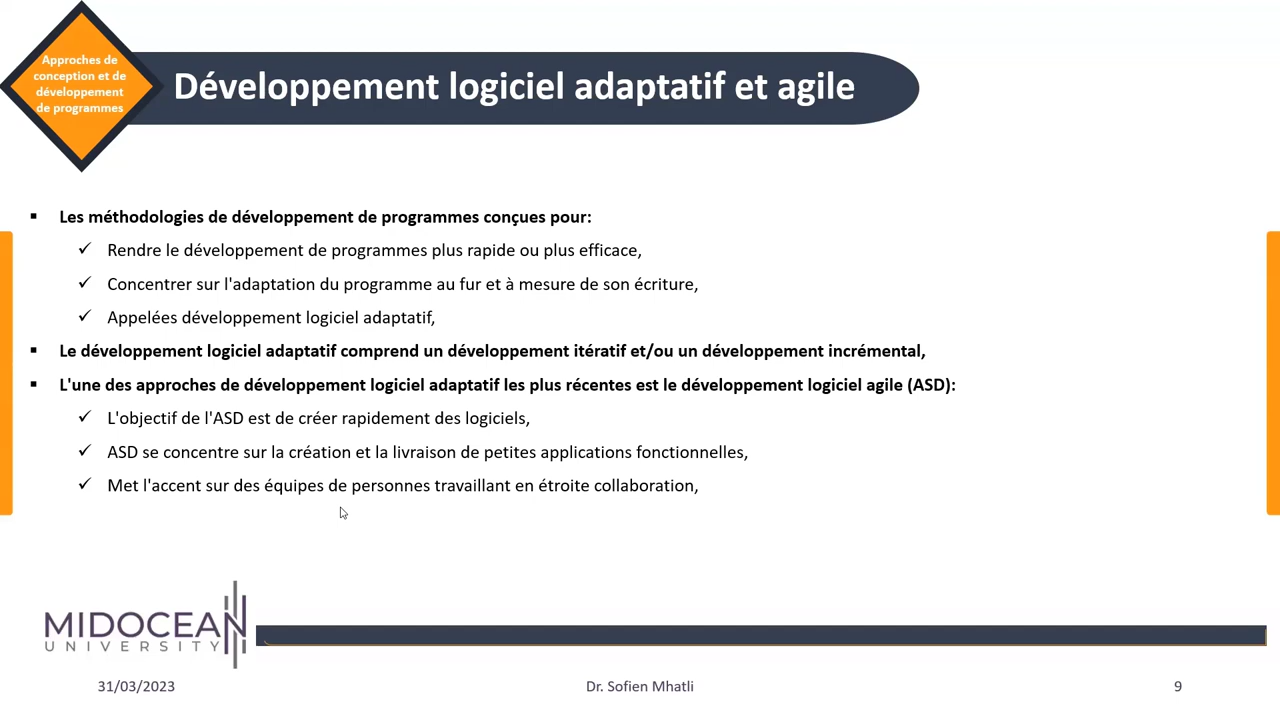 Approches de
conception et de
développement
de programmes
Développement logiciel adaptatif et agile
▪ Les méthodologies de développement de programmes conçues pour:
✓ Rendre le développement de programmes plus rapide ou plus efficace,
✓ Concentrer sur l'adaptation du programme au fur et à mesure de son écriture,
✓ Appelées développement logiciel adaptatif,
▪ Le développement logiciel adaptatif comprend un développement itératif et/ou un développement incrémental,
▪ L'une des approches de développement logiciel adaptatif les plus récentes est le développement logiciel agile (ASD):
✓ L'objectif de l'ASD est de créer rapidement des logiciels,
✓ ASD se concentre sur la création et la livraison de petites applications fonctionnelles,
✓ Met l'accent sur des équipes de personnes travaillant en étroite collaboration,
MIDOCEAN
UNIVERSITY
31/03/2023
Dr. Sofien Mhatli
9